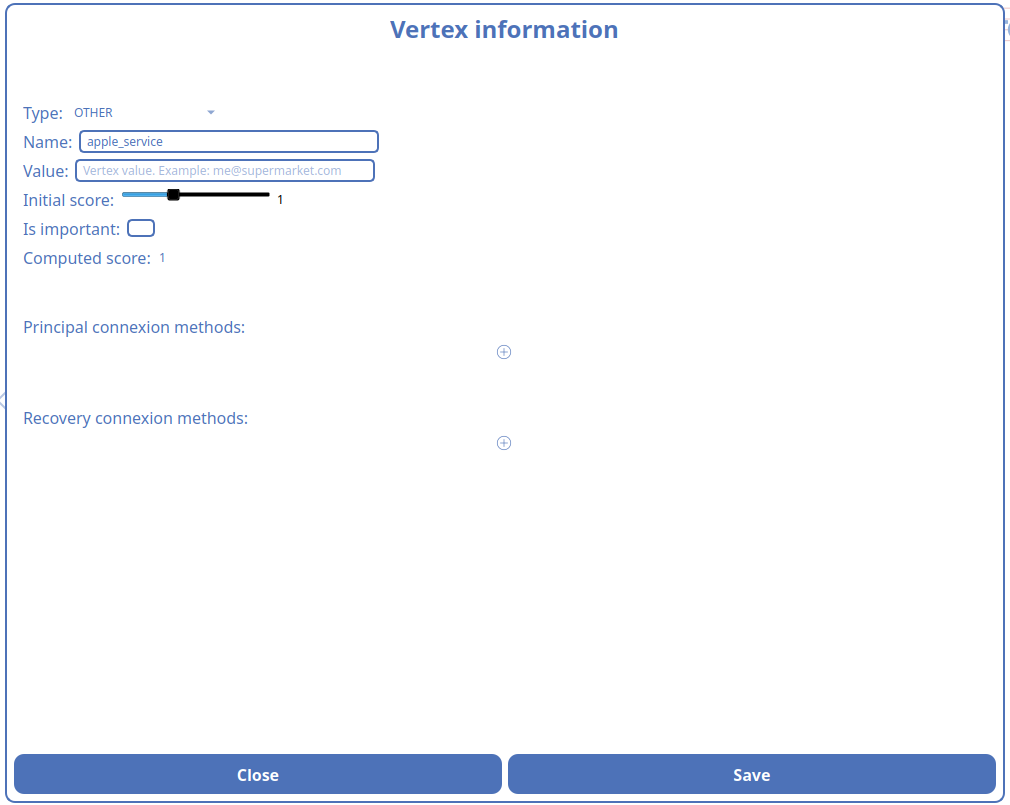 Vertex information
Type: OTHER
Name: apple_service
Value: Vertex value. Example: me@supermarket.com
Initial score: 1
Is important:
Computed score: 1
Principal connexion methods:
Recovery connexion methods:
Close Save